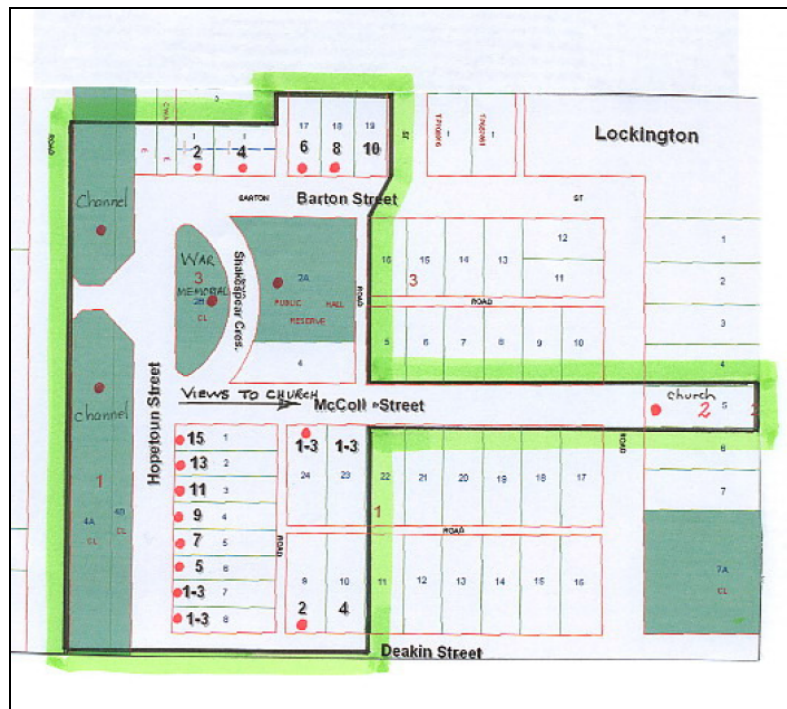 Lockington
17 18 19
2 4 6 8 10
ROAD
ST
BARTON Barton Street ST
Channel
WAR
3
MEMORIAL
2B
CL
Shakespear Cres.
2A
PUBLIC HALL
RESERVE
4
ROAD
16 15 14 13 12
3 11
ROAD
5 6 7 8 9 10
1
2
3
4
Hopetoun Street
VIEWS TO CHURCH
McColl Street
church
2 5
channel
1
4A 4B
CL CL
15 1
13 2
11 3
9 4
7 5
5 6
1-3 7
1-3 8
ROAD
1-3 1-3
24 23 22 21 20 19 18 17
1
ROAD
9 10 11 12 13 14 15 16
2 4
ROAD
6
7
7A
CL
Deakin Street